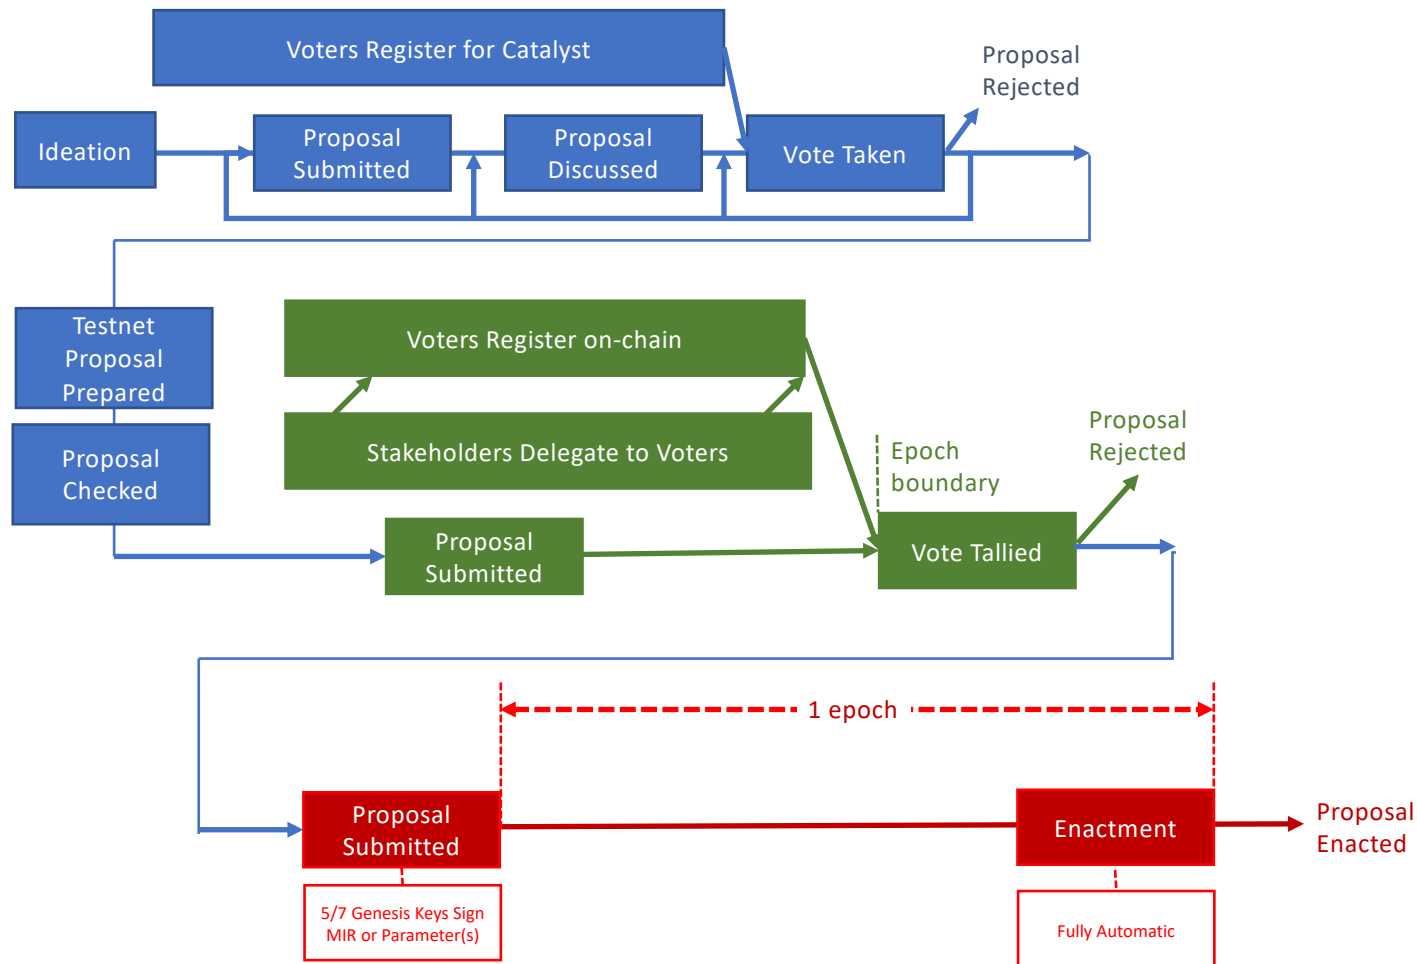 Voters Register for Catalyst
Proposal
Rejected
Ideation
Proposal
Submitted
Proposal
Discussed
Vote Taken
Testnet
Proposal
Prepared
Voters Register on-chain
Stakeholders Delegate to Voters
Proposal
Checked
Epoch
boundary
Proposal
Rejected
Proposal
Submitted
Vote Tallied
1 epoch
Proposal
Submitted
Enactment
Proposal
Enacted
5/7 Genesis Keys Sign
MIR or Parameter(s)
Fully Automatic